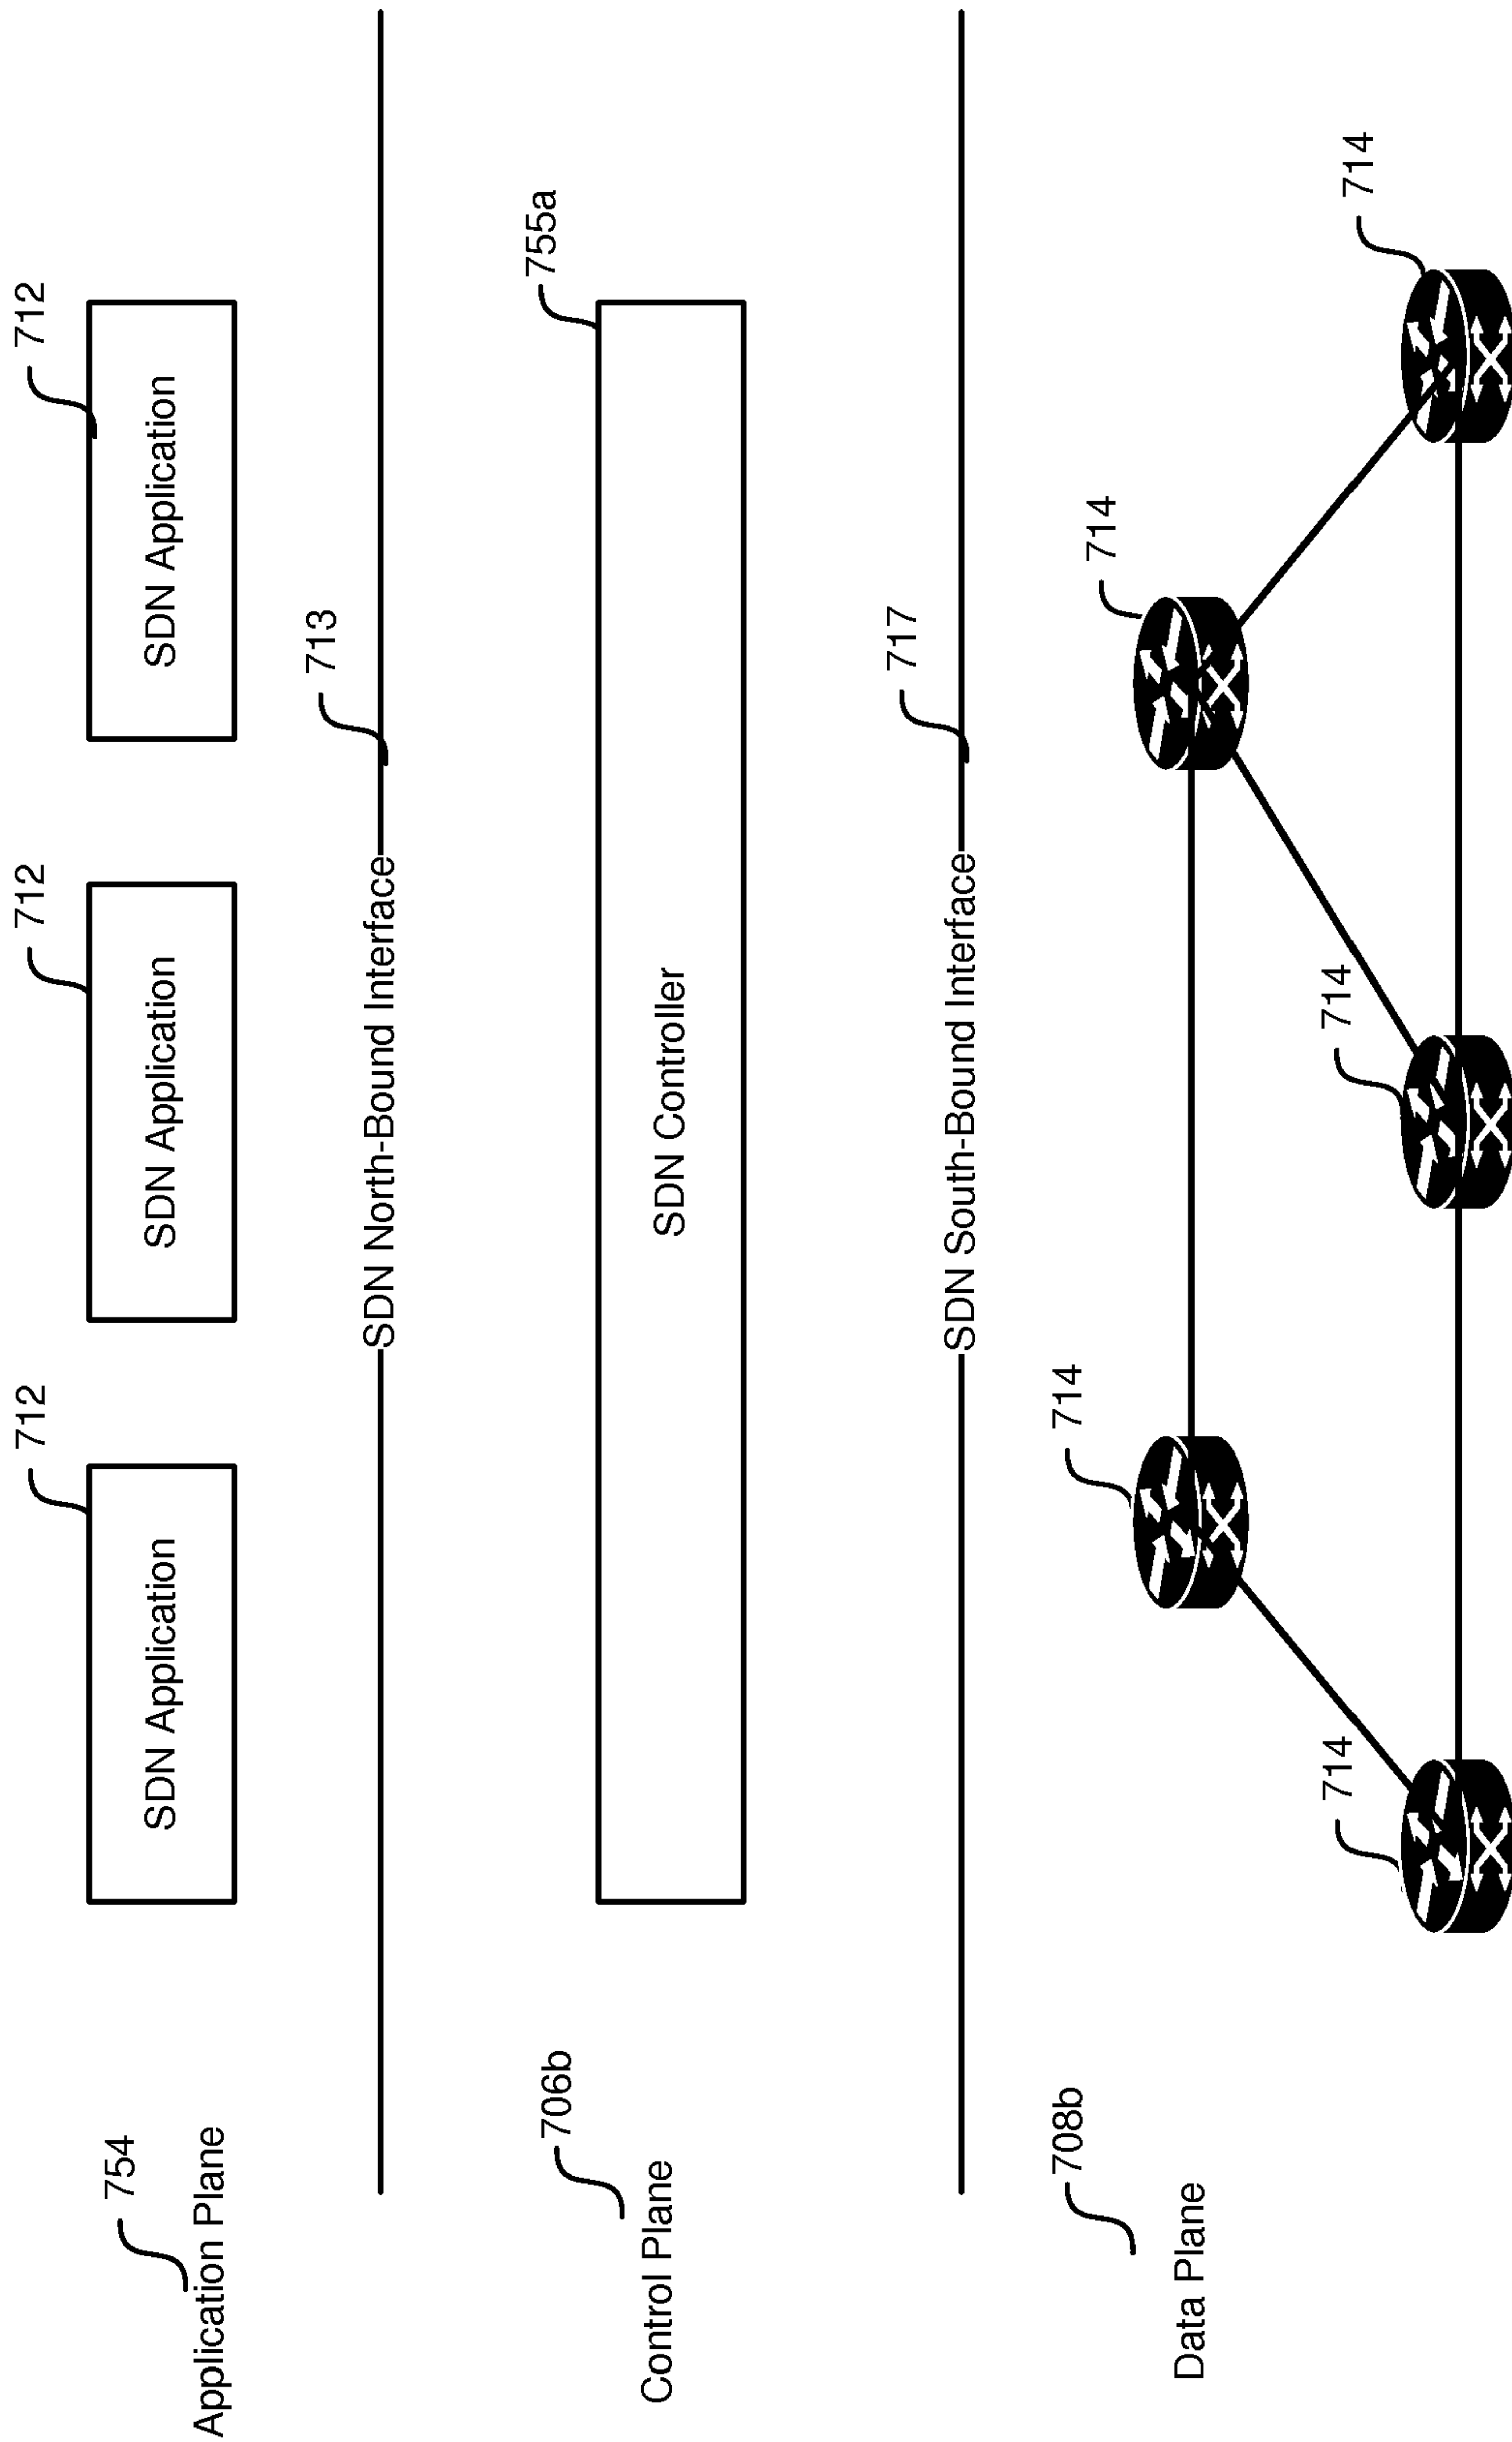 712
712
712
754
Application Plane
SDN Application
SDN Application
SDN Application
713
SDN North-Bound Interface
755a
706b
Control Plane
SDN Controller
717
SDN South-Bound Interface
708b
714
714
Data Plane
714
714
714